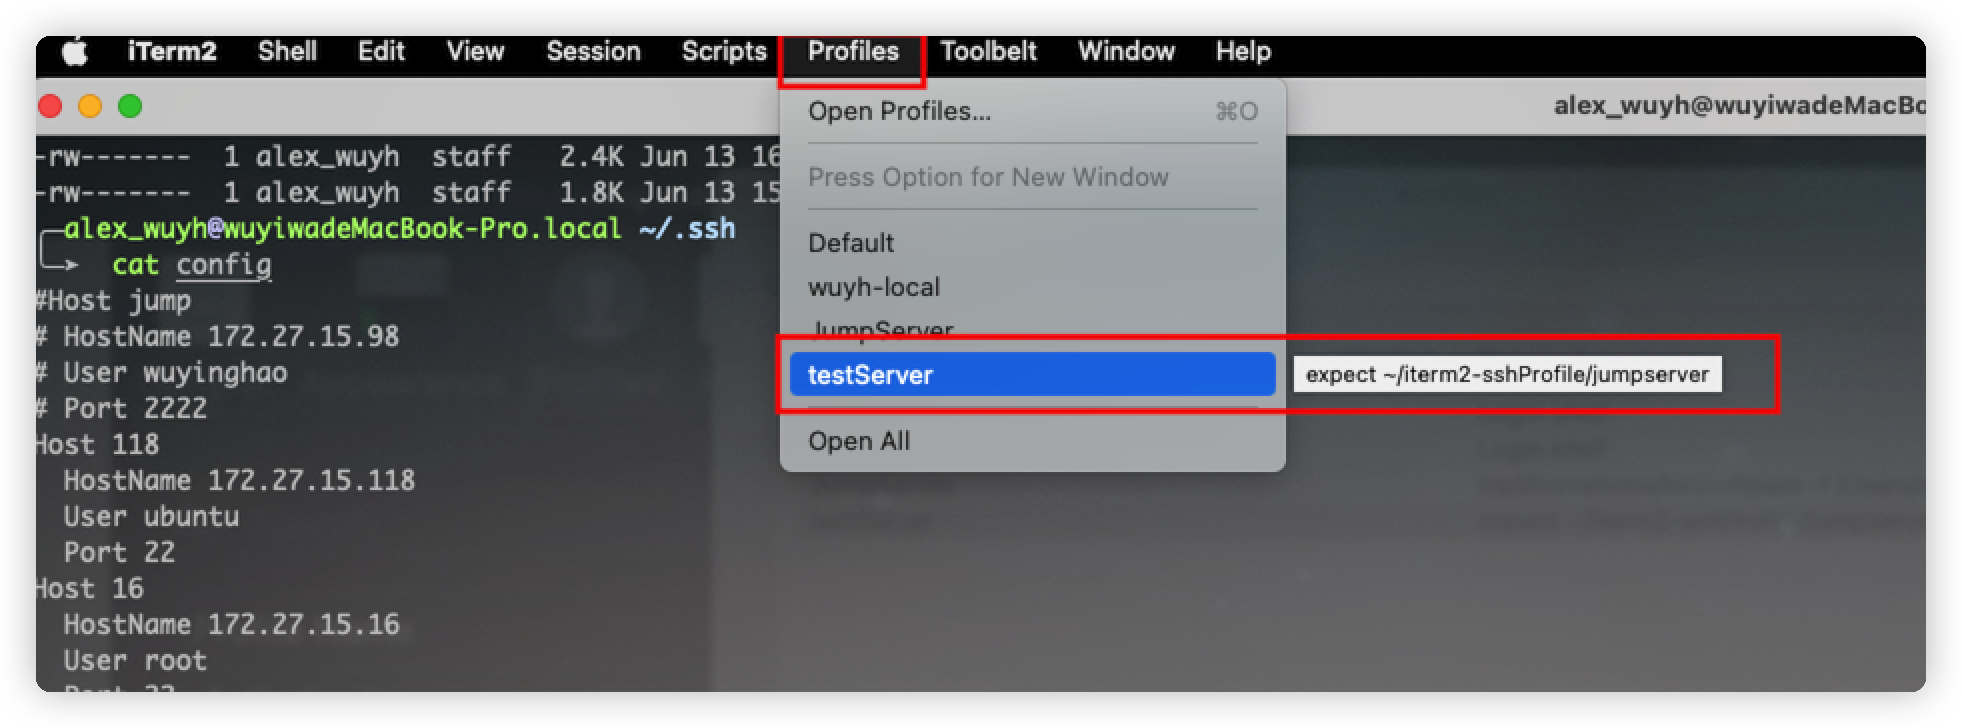 iTerm2 Shell Edit View Session Scripts Profiles Toolbelt Window Help
alex_wuyh@wuyiwadeMacBo
-rw------- 1 alex_wuyh staff 2.4K Jun 13 16
-rw------- 1 alex_wuyh staff 1.8K Jun 13 15
alex_wuyh@wuyiwadeMacBook-Pro.local ~/.ssh
cat config
#Host jump
# HostName 172.27.15.98
# User wuyinghao
# Port 2222
Host 118
HostName 172.27.15.118
User ubuntu
Port 22
Host 16
HostName 172.27.15.16
User root
Open Profiles... ⌘O
Press Option for New Window
Default
wuyh-local
JumpServer
testServer
expect ~/iterm2-sshProfile/jumpserver
Open All